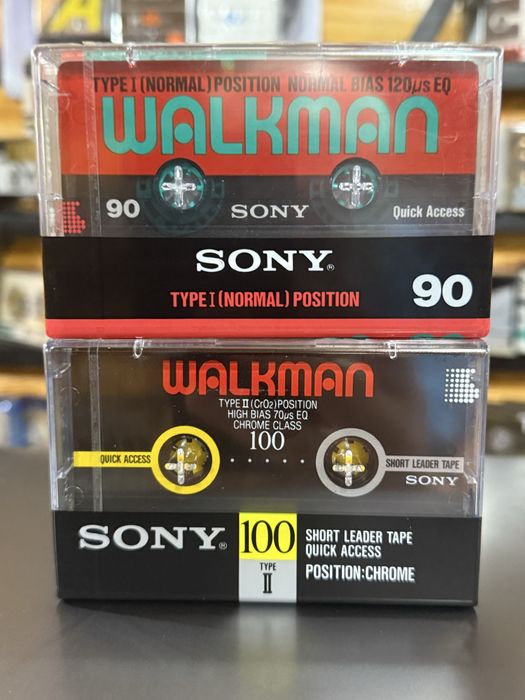 TYPE I (NORMAL) POSITION NORMAL BIAS 120µs EQ
WALKMAN
90 SONY Quick Access
SONY®
TYPE I (NORMAL) POSITION 90
WALKMAN
TYPE II (CrO2) POSITION
HIGH BIAS 70µs EQ
CHROME CLASS
100
QUICK ACCESS
SHORT LEADER TAPE
SONY
SONY®
100
TYPE
II
SHORT LEADER TAPE
QUICK ACCESS
POSITION:CHROME